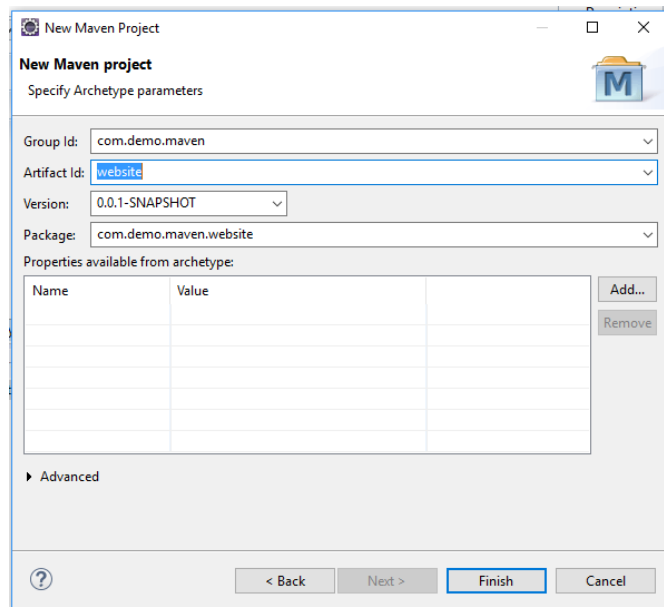 New Maven Project
New Maven project
Specify Archetype parameters
M
Group Id: com.demo.maven
Artifact Id: website
Version: 0.0.1-SNAPSHOT
Package: com.demo.maven.website
Properties available from archetype:
Name Value
Add...
Remove
Advanced
? < Back Next > Finish Cancel